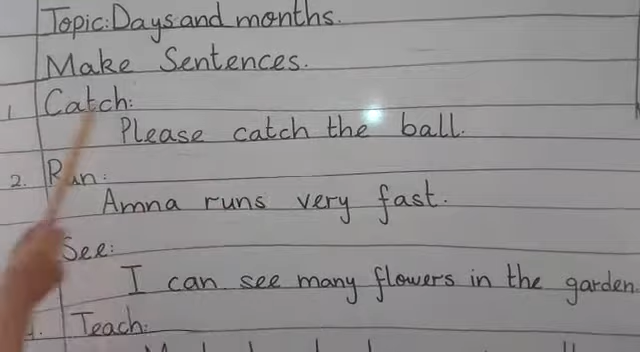 Topic: Days and months.
Make Sentences.
1 Catch:
Please catch the ball.
2. Run:
Amna runs very fast.
See:
I can see many flowers in the garden.
4. Teach: